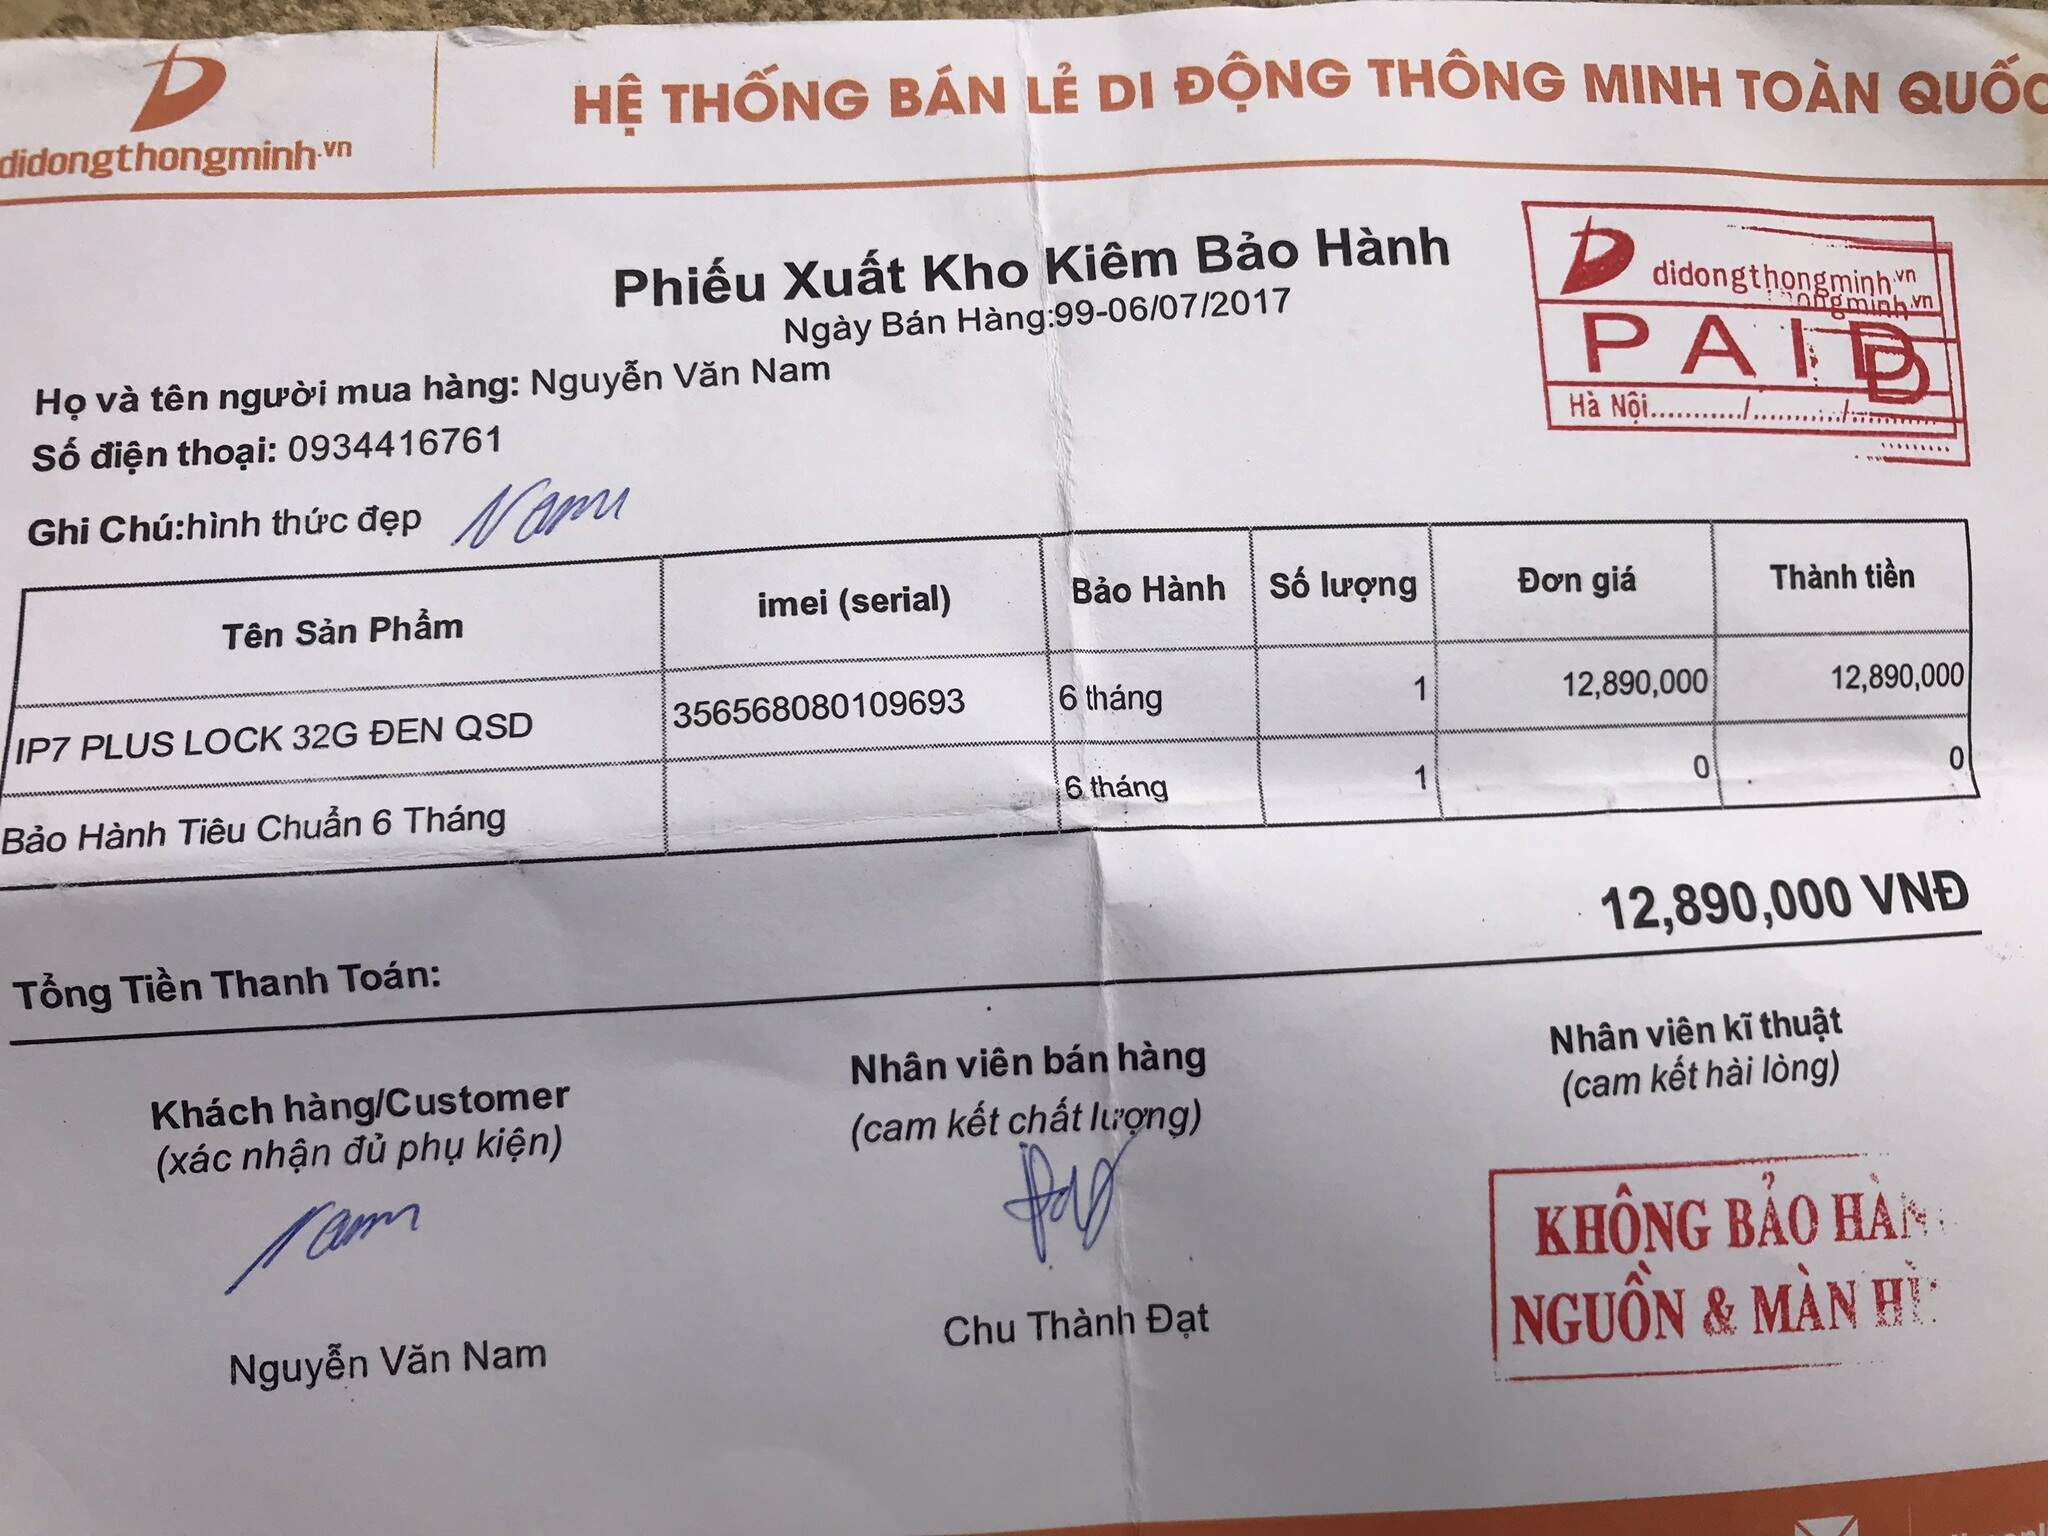 didongthongminh.vn
HỆ THỐNG BÁN LẺ DI ĐỘNG THÔNG MINH TOÀN QUỐC
Phiếu Xuất Kho Kiêm Bảo Hành
Ngày Bán Hàng:99-06/07/2017
didongthongminh.vn
PAID
Hà Nội.........../.........../...........
Họ và tên người mua hàng: Nguyễn Văn Nam
Số điện thoại: 0934416761
Ghi Chú:hình thức đẹp Nam
Tên Sản Phẩm imei (serial) Bảo Hành Số lượng Đơn giá Thành tiền
IP7 PLUS LOCK 32G ĐEN QSD 356568080109693 6 tháng 1 12,890,000 12,890,000
Bảo Hành Tiêu Chuẩn 6 Tháng 6 tháng 1 0 0
Tổng Tiền Thanh Toán: 12,890,000 VNĐ
Khách hàng/Customer Nhân viên bán hàng Nhân viên kĩ thuật
(xác nhận đủ phụ kiện) (cam kết chất lượng) (cam kết hài lòng)
Nam Đạt
Nguyễn Văn Nam Chu Thành Đạt
KHÔNG BẢO HÀN
NGUỒN & MÀN HÌ